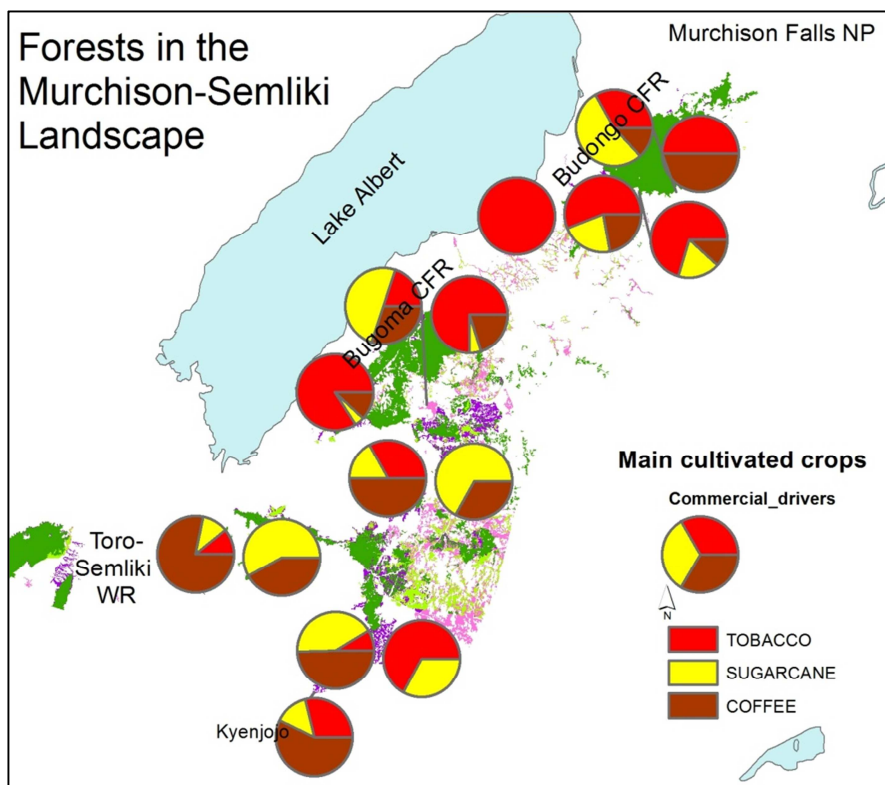 Forests in the
Murchison-Semliki
Landscape
Murchison Falls NP
Budongo CFR
Lake Albert
Bugoma CFR
Toro-
Semliki
WR
Kyenjojo
Main cultivated crops
Commercial_drivers
N
TOBACCO
SUGARCANE
COFFEE